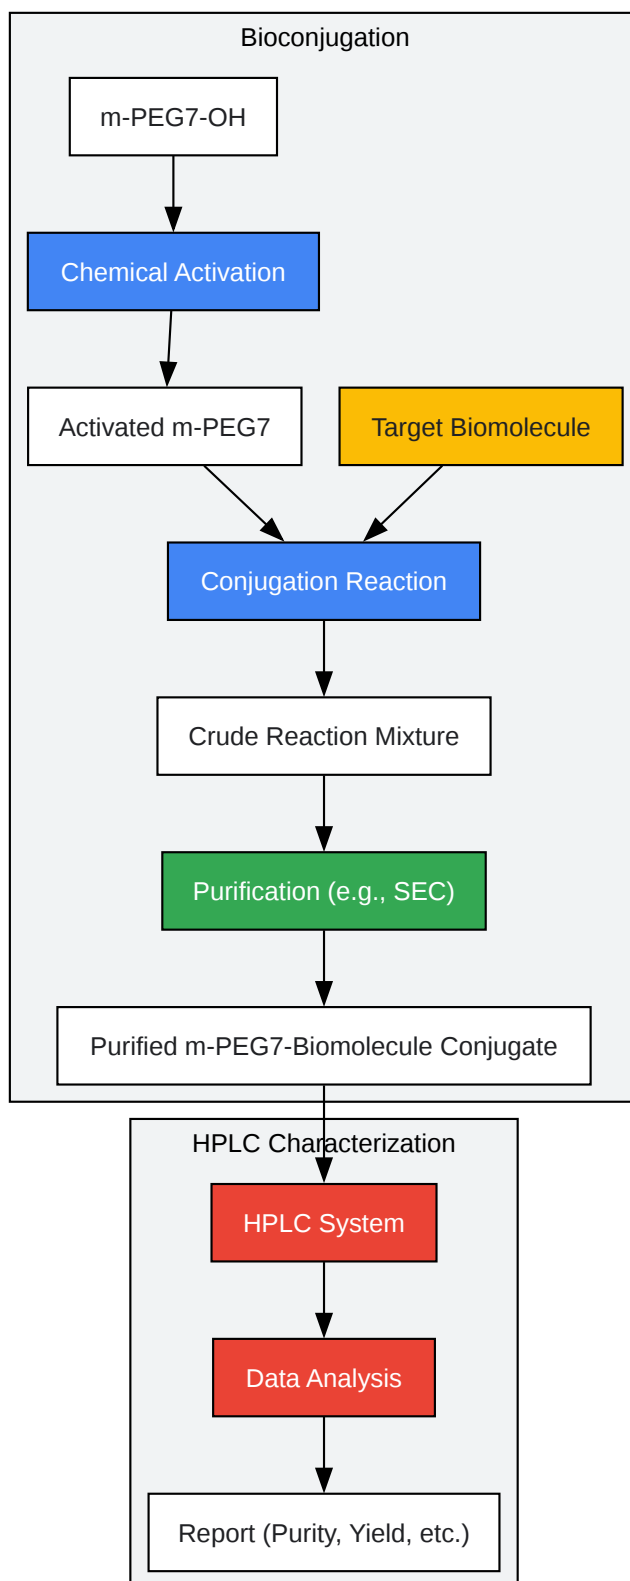 Bioconjugation
m-PEG7-OH
Chemical Activation
Activated m-PEG7
Target Biomolecule
Conjugation Reaction
Crude Reaction Mixture
Purification (e.g., SEC)
Purified m-PEG7-Biomolecule Conjugate
HPLC Characterization
HPLC System
Data Analysis
Report (Purity, Yield, etc.)